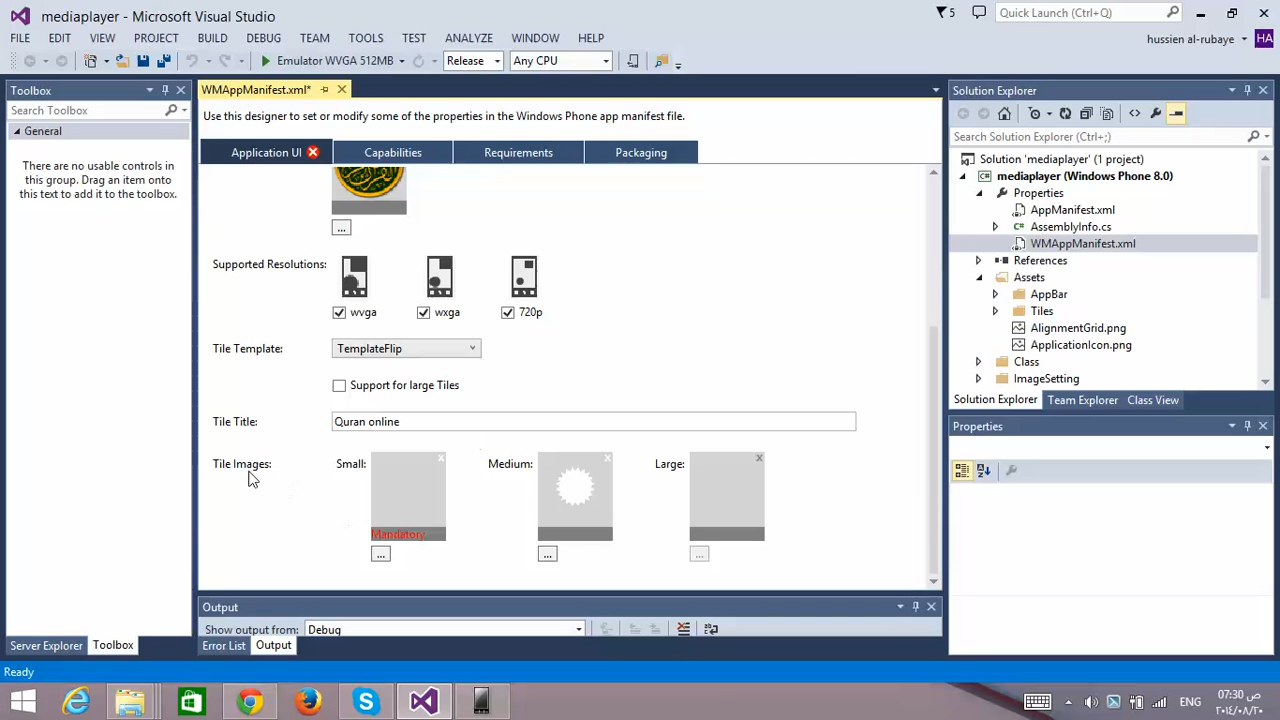 mediaplayer - Microsoft Visual Studio
5
Quick Launch (Ctrl+Q)
FILE EDIT VIEW PROJECT BUILD DEBUG TEAM TOOLS TEST ANALYZE WINDOW HELP
hussien al-rubaye HA
Emulator WVGA 512MB Release Any CPU
Toolbox
Search Toolbox
General
There are no usable controls in
this group. Drag an item onto
this text to add it to the toolbox.
Server Explorer Toolbox
WMAppManifest.xml*
Use this designer to set or modify some of the properties in the Windows Phone app manifest file.
Application UI Capabilities Requirements Packaging
...
Supported Resolutions:
wvga wxga 720p
Tile Template: TemplateFlip
Support for large Tiles
Tile Title: Quran online
Tile Images: Small: Medium: Large:
x x x
Mandatory
... ... ...
Output
Show output from: Debug
Error List Output
Solution Explorer
Search Solution Explorer (Ctrl+;)
Solution 'mediaplayer' (1 project)
mediaplayer (Windows Phone 8.0)
Properties
AppManifest.xml
C# AssemblyInfo.cs
WMAppManifest.xml
References
Assets
AppBar
Tiles
AlignmentGrid.png
ApplicationIcon.png
Class
ImageSetting
Solution Explorer Team Explorer Class View
Properties
Ready
ENG
07:30 ص
٢٠١٤/٠٨/٢٠